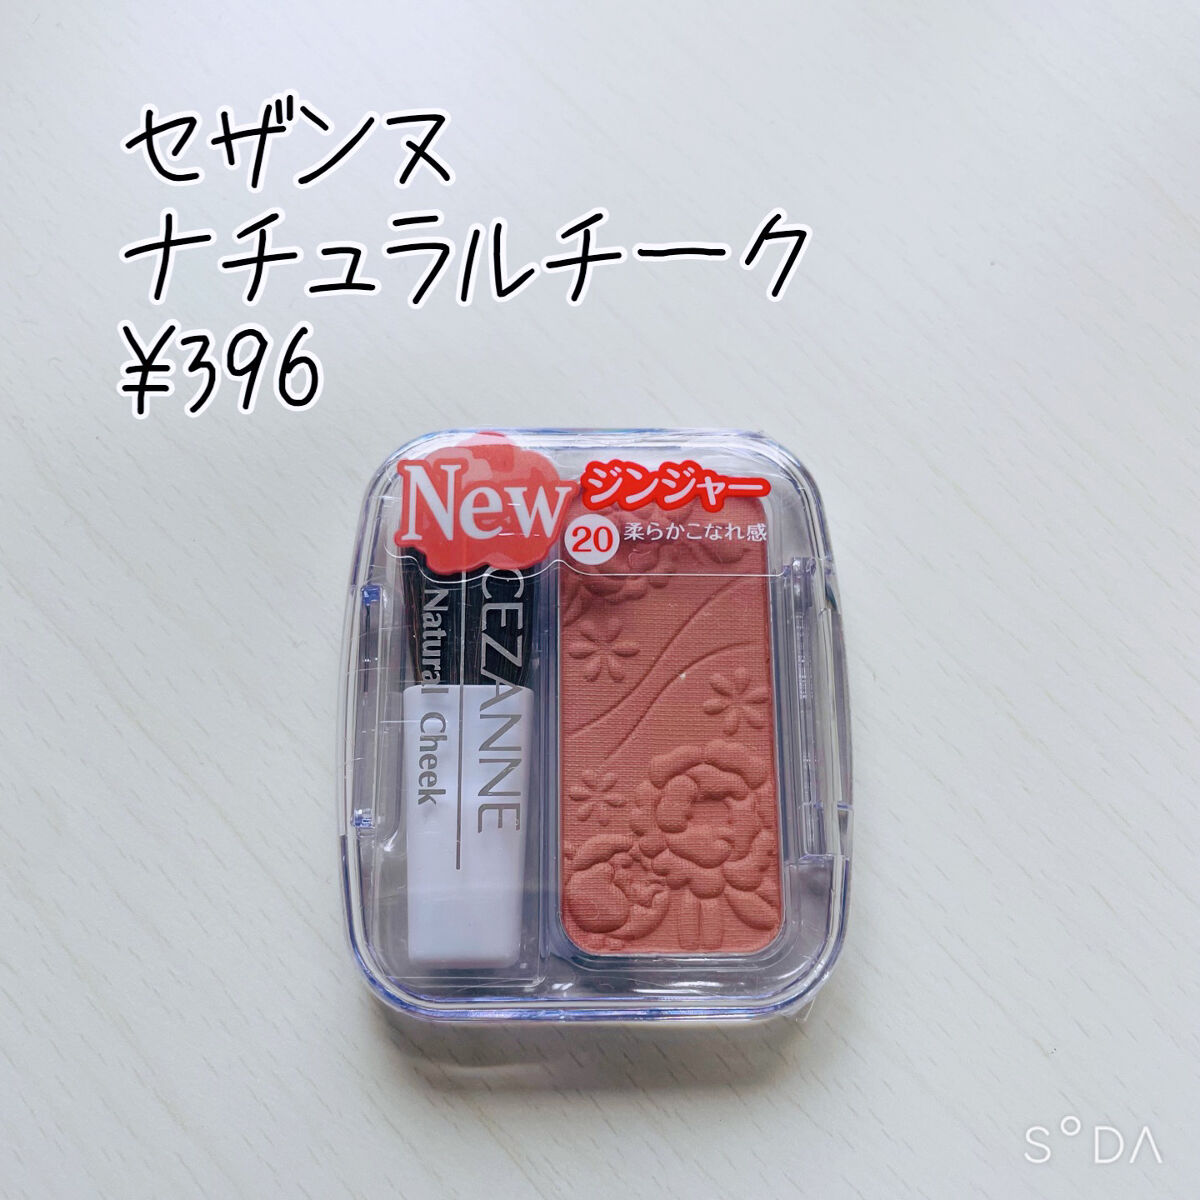 セザンヌ
ナチュラルチーク
¥396
New
ジンジャー
20 柔らかこなれ感
CEZANNE
Natural Cheek
SODA